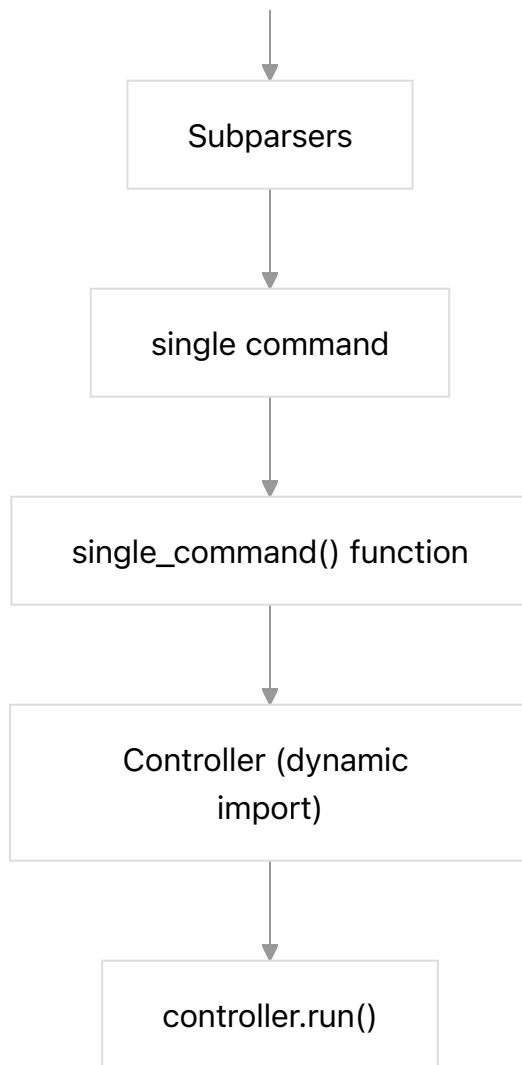 Subparsers
single command
single_command() function
Controller (dynamic
import)
controller.run()